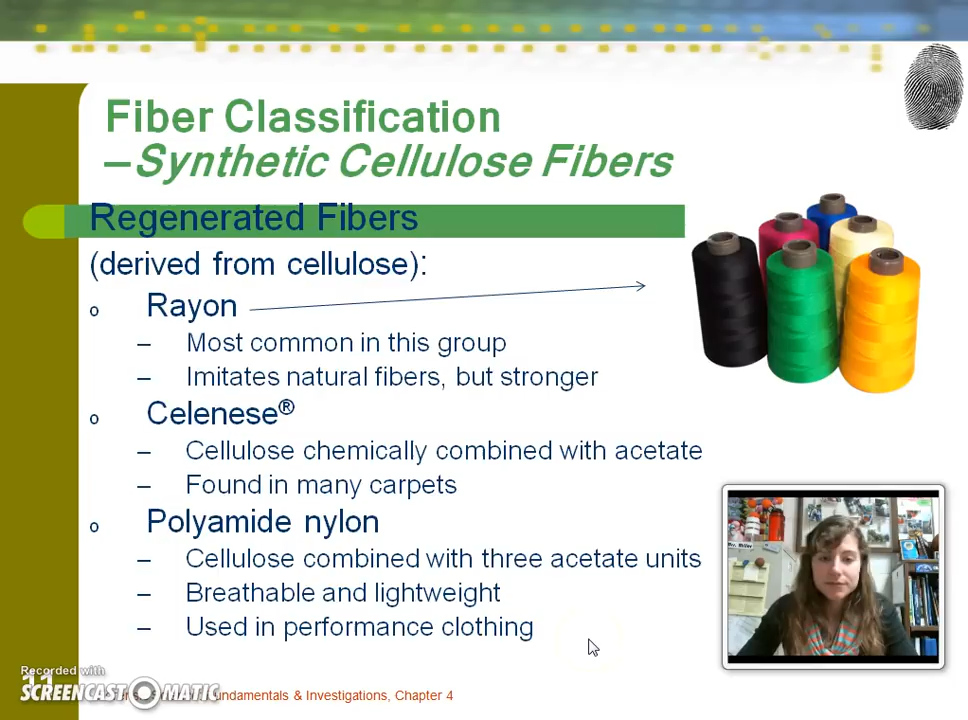 Fiber Classification
–Synthetic Cellulose Fibers
Regenerated Fibers
(derived from cellulose):
o Rayon
– Most common in this group
– Imitates natural fibers, but stronger
o Celenese®
– Cellulose chemically combined with acetate
– Found in many carpets
o Polyamide nylon
– Cellulose combined with three acetate units
– Breathable and lightweight
– Used in performance clothing
Recorded with
11
SCREENCAST-O-MATIC
Fundamentals & Investigations, Chapter 4